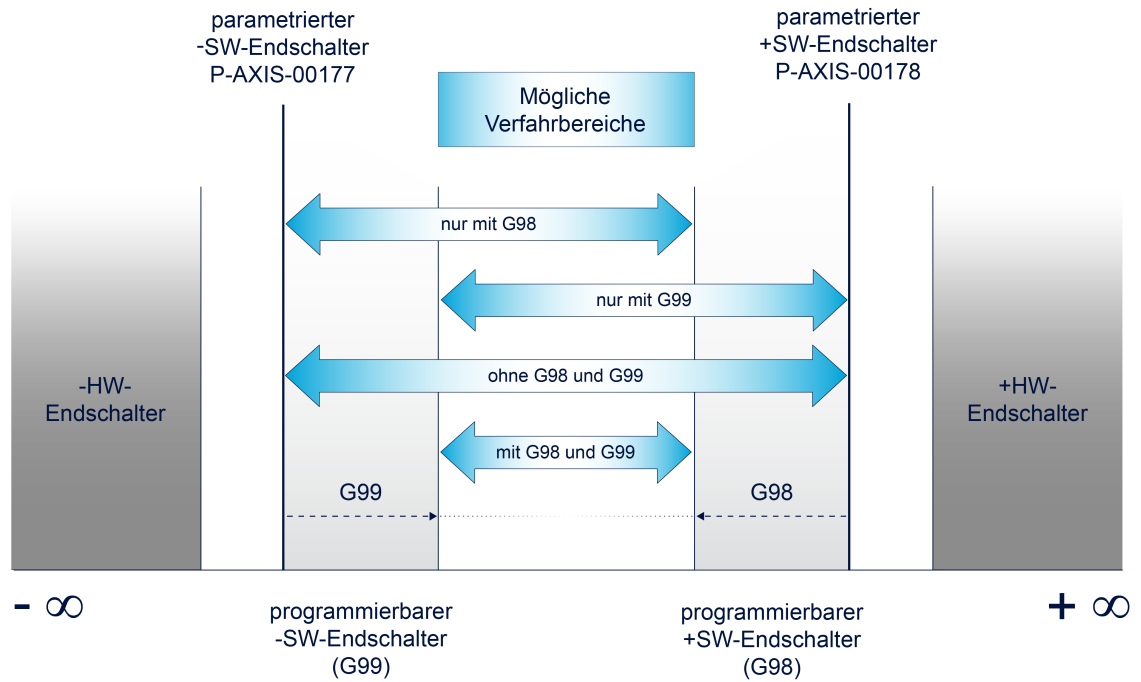 parametrierter
-SW-Endschalter
P-AXIS-00177
parametrierter
+SW-Endschalter
P-AXIS-00178
Mögliche
Verfahrbereiche
nur mit G98
nur mit G99
ohne G98 und G99
mit G98 und G99
-HW-
Endschalter
+HW-
Endschalter
G99
G98
- ∞
+ ∞
programmierbarer
-SW-Endschalter
(G99)
programmierbarer
+SW-Endschalter
(G98)